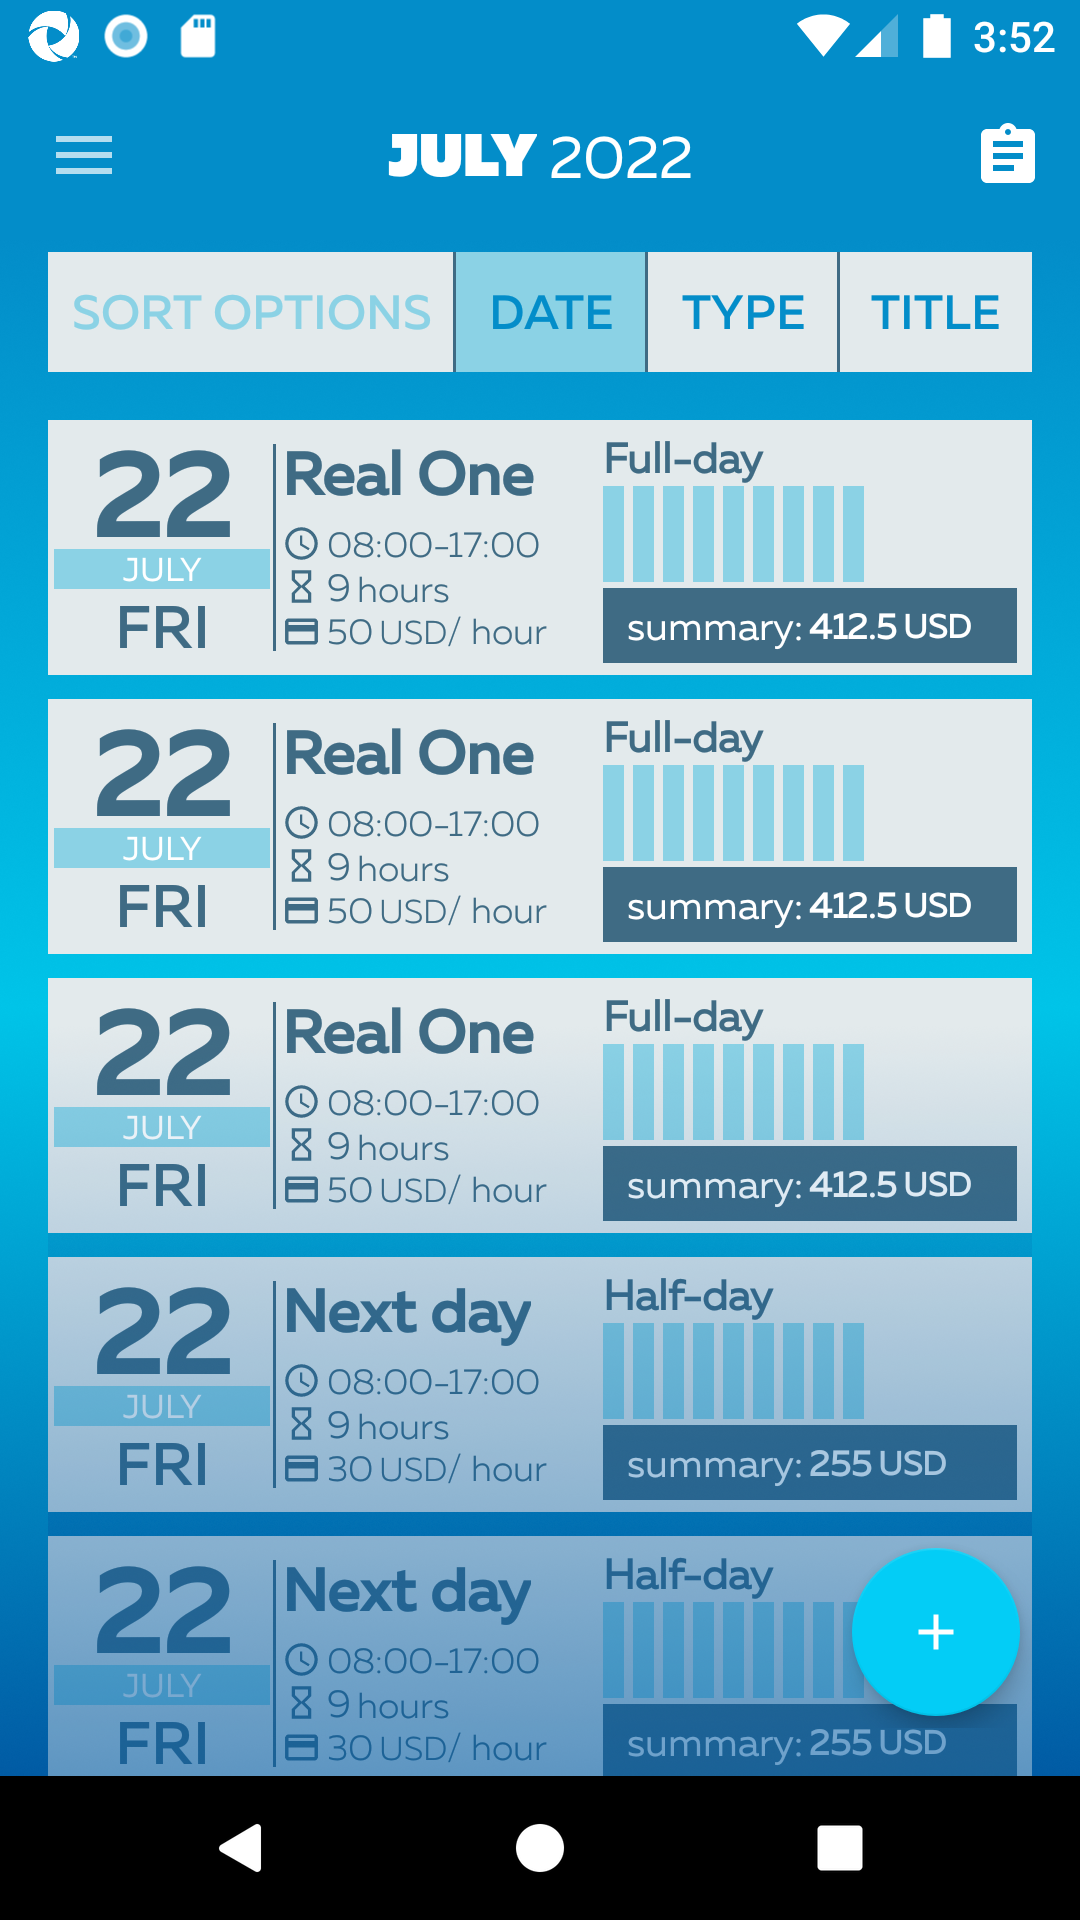 3:52
JULY 2022
SORT OPTIONS DATE TYPE TITLE
22
JULY
FRI
Real One
08:00-17:00
9 hours
50 USD/ hour
Full-day
summary: 412.5 USD
22
JULY
FRI
Real One
08:00-17:00
9 hours
50 USD/ hour
Full-day
summary: 412.5 USD
22
JULY
FRI
Real One
08:00-17:00
9 hours
50 USD/ hour
Full-day
summary: 412.5 USD
22
JULY
FRI
Next day
08:00-17:00
9 hours
30 USD/ hour
Half-day
summary: 255 USD
22
JULY
FRI
Next day
08:00-17:00
9 hours
30 USD/ hour
Half-day
summary: 255 USD